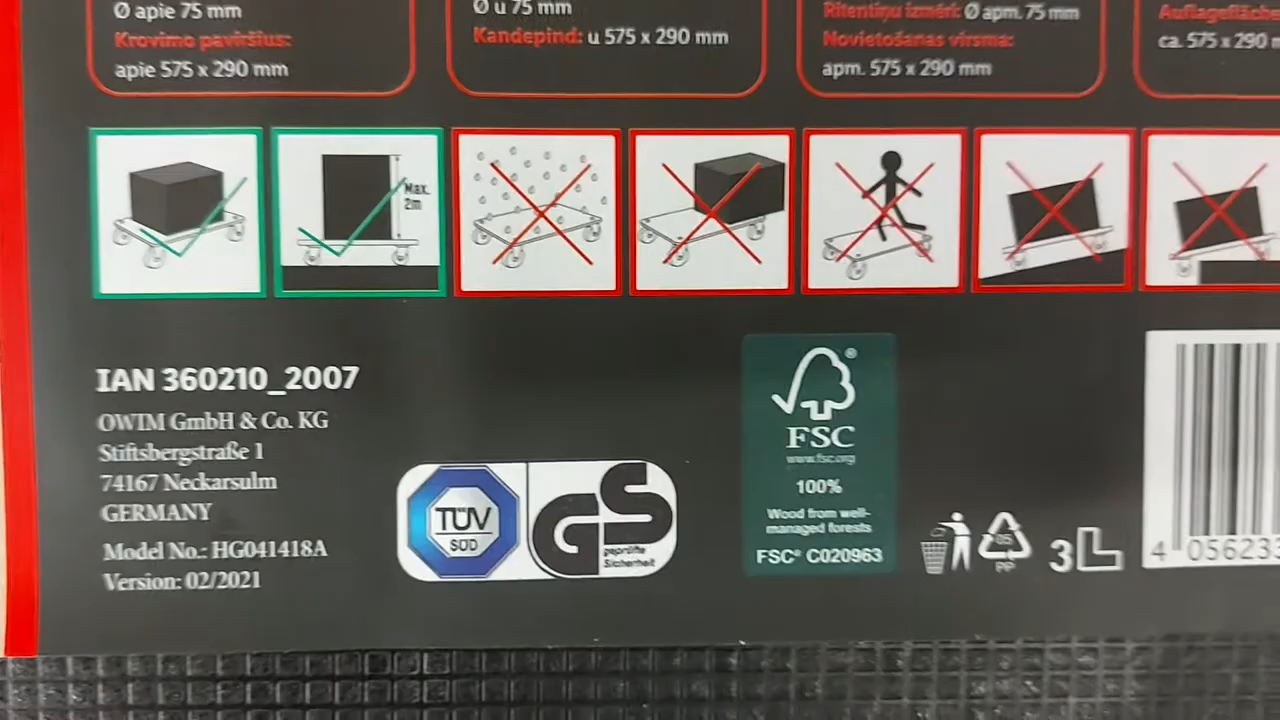 Ø apie 75 mm
Krovimo paviršius:
apie 575 x 290 mm
Ø u 75 mm
Kandepind: u 575 x 290 mm
Ritentiņu izmēri: Ø apm. 75 mm
Novietošanas virsma:
apm. 575 x 290 mm
Auflagefläche
ca. 575 x 290
Max.
2m
IAN 360210_2007
OWIM GmbH & Co. KG
Stiftsbergstraße 1
74167 Neckarsulm
GERMANY
Model No.: HG041418A
Version: 02/2021
TÜV
SÜD
GS
geprüfte
Sicherheit
®
FSC
www.fsc.org
100%
Wood from well-
managed forests
FSC® C020963
05
PP
3
4 056232